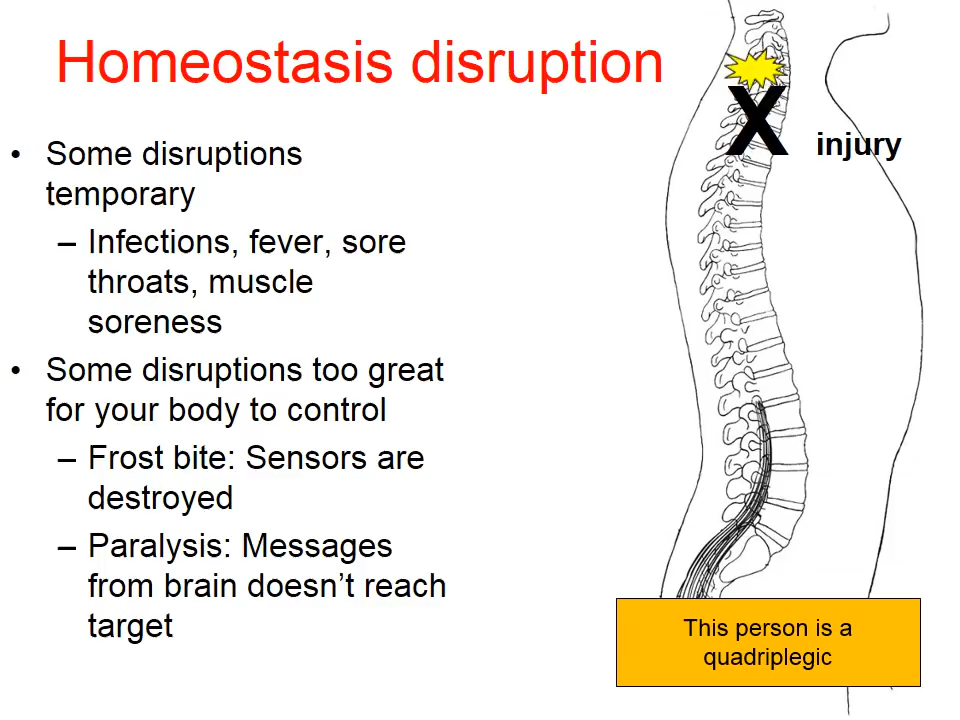 Homeostasis disruption
• Some disruptions
temporary
– Infections, fever, sore
throats, muscle
soreness
• Some disruptions too great
for your body to control
– Frost bite: Sensors are
destroyed
– Paralysis: Messages
from brain doesn’t reach
target
X
injury
This person is a
quadriplegic